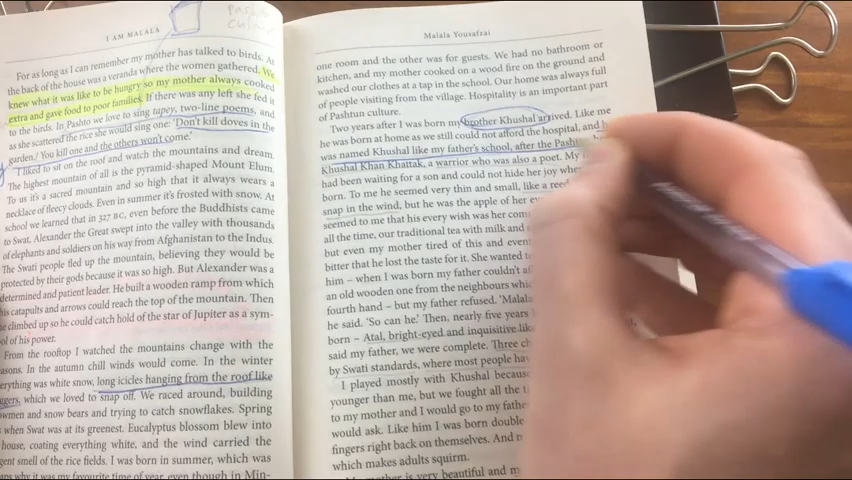 I AM MALALA
For as long as I can remember my mother has talked to birds. At
the back of the house was a veranda where the women gathered. We
knew what it was like to be hungry so my mother always cooked
extra and gave food to poor families. If there was any left she fed it
to the birds. In Pashto we love to sing tapey, two-line poems, and
as she scattered the rice she would sing one: 'Don't kill doves in the
garden./ You kill one and the others won't come.'
I liked to sit on the roof and watch the mountains and dream.
The highest mountain of all is the pyramid-shaped Mount Elum.
To us it's a sacred mountain and so high that it always wears a
necklace of fleecy clouds. Even in summer it's frosted with snow. At
school we learned that in 327 BC, even before the Buddhists came
to Swat, Alexander the Great swept into the valley with thousands
of elephants and soldiers on his way from Afghanistan to the Indus.
The Swati people fled up the mountain, believing they would be
protected by their gods because it was so high. But Alexander was a
determined and patient leader. He built a wooden ramp from which
his catapults and arrows could reach the top of the mountain. Then
he climbed up so he could catch hold of the star of Jupiter as a sym-
ol of his power.
From the rooftop I watched the mountains change with the
asons. In the autumn chill winds would come. In the winter
erything was white snow, long icicles hanging from the roof like
ggers, which we loved to snap off. We raced around, building
owmen and snow bears and trying to catch snowflakes. Spring
s when Swat was at its greenest. Eucalyptus blossom blew into
house, coating everything white, and the wind carried the
gent smell of the rice fields. I was born in summer, which was
aps why it was my favourite time of year, even though in Min-
Malala Yousafzai
one room and the other was for guests. We had no bathroom or
kitchen, and my mother cooked on a wood fire on the ground and
washed our clothes at a tap in the school. Our home was always full
of people visiting from the village. Hospitality is an important part
of Pashtun culture.
Two years after I was born my brother Khushal arrived. Like me
he was born at home as we still could not afford the hospital, and h
was named Khushal like my father's school, after the Pashtun
Khushal Khan Khattak, a warrior who was also a poet. My
had been waiting for a son and could not hide her joy whe
born. To me he seemed very thin and small, like a reed
snap in the wind, but he was the apple of her
seemed to me that his every wish was her com
all the time, our traditional tea with milk and
but even my mother tired of this and even
bitter that he lost the taste for it. She wanted
him – when I was born my father couldn't af
an old wooden one from the neighbours whi
fourth hand – but my father refused. 'Malala
he said. 'So can he.' Then, nearly five years
born – Atal, bright-eyed and inquisitive lik
said my father, we were complete. Three c
by Swati standards, where most people hav
I played mostly with Khushal because
younger than me, but we fought all the t
to my mother and I would go to my fathe
would ask. Like him I was born double
fingers right back on themselves. And
which makes adults squirm.
My mother is very beautiful and